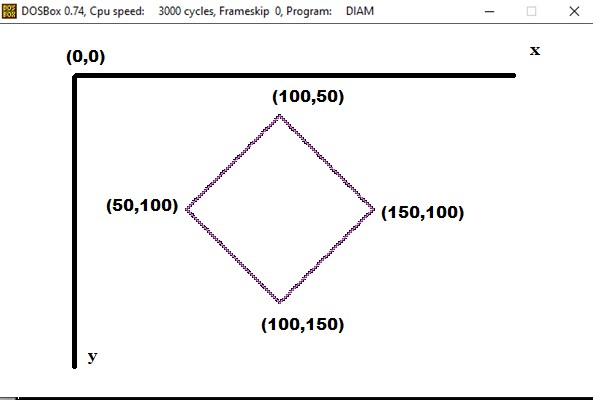 DOSBox 0.74, Cpu speed: 3000 cycles, Frameskip 0, Program: DIAM
(0,0)
x
(100,50)
(50,100)
(150,100)
(100,150)
y